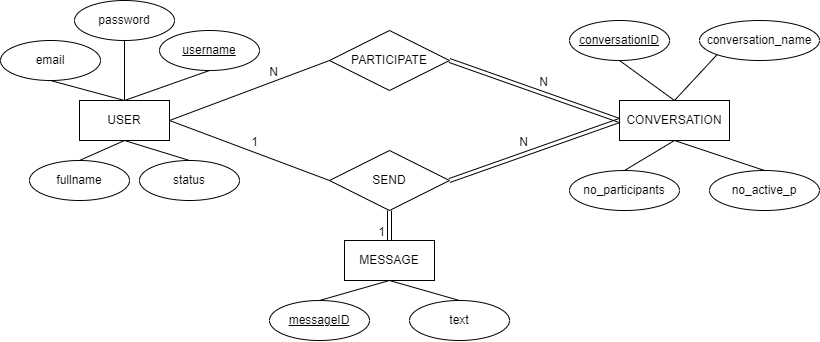 password
username
email
conversationID
conversation_name
PARTICIPATE
N
N
USER
CONVERSATION
1
N
fullname
status
SEND
no_participants
no_active_p
1
MESSAGE
messageID
text